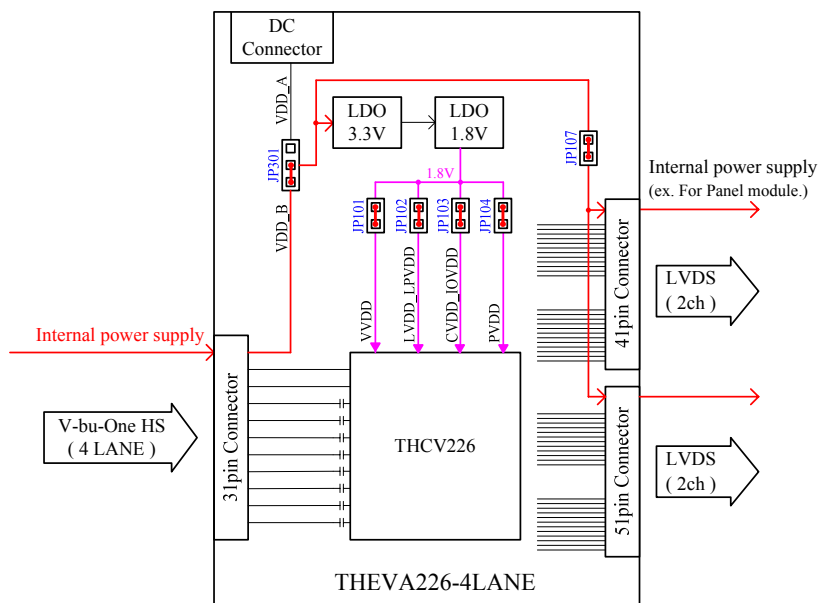 DC
Connector
VDD_A
LDO
3.3V
LDO
1.8V
JP301
JP107
Internal power supply
(ex. For Panel module.)
1.8V
VDD_B
JP101
JP102
JP103
JP104
41pin Connector
LVDS
( 2ch )
VVDD
LVDD_LPVDD
CVDD_IOVDD
PVDD
Internal power supply
31pin Connector
V-bu-One HS
( 4 LANE )
THCV226
51pin Connector
LVDS
( 2ch )
THEVA226-4LANE